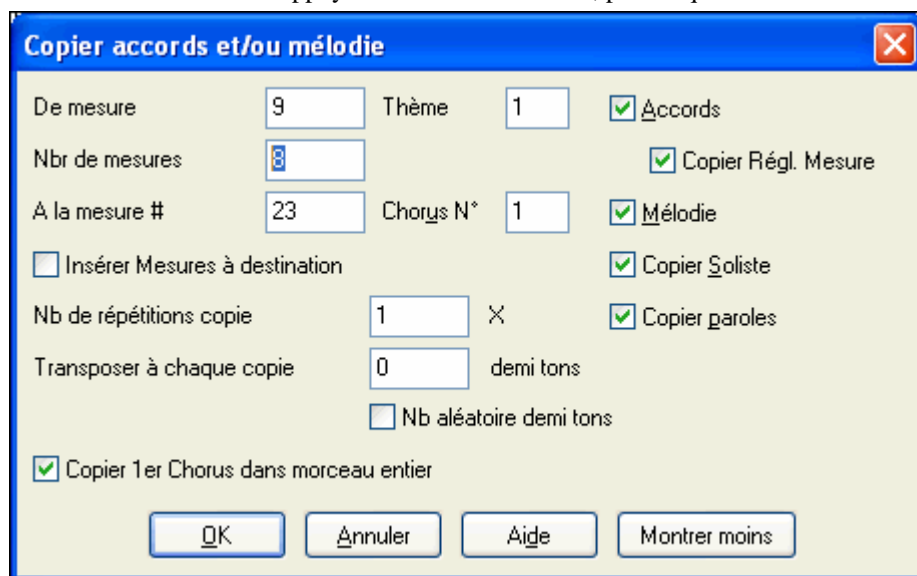 Copier accords et/ou mélodie
De mesure 9 Thème 1 Accords
Nbr de mesures 8 Copier Régl. Mesure
A la mesure # 23 Chorus N° 1 Mélodie
Insérer Mesures à destination Copier Soliste
Nb de répétitions copie 1 X Copier paroles
Transposer à chaque copie 0 demi tons
Nb aléatoire demi tons
Copier 1er Chorus dans morceau entier
OK Annuler Aide Montrer moins